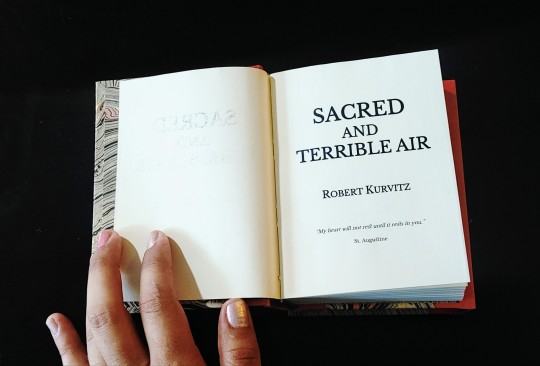 SACRED
AND
TERRIBLE AIR
ROBERT KURVITZ
"My heart will not rest until it rests in you."
St. Augustine